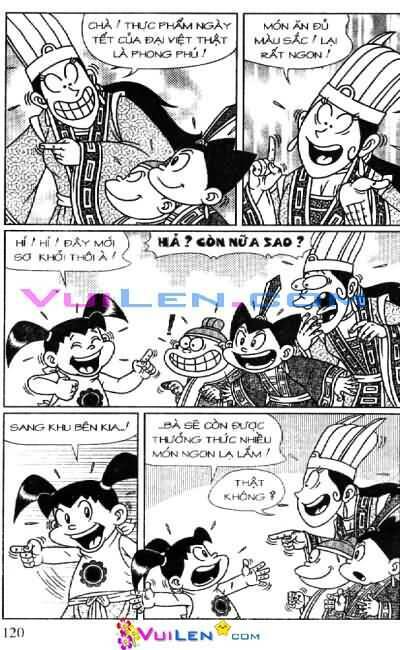 CHÀ! THỰC PHẨM NGÀY
TẾT CỦA ĐẠI VIỆT THẬT
LÀ PHONG PHÚ!
MÓN ĂN ĐỦ
MÀU SẮC! LẠI
RẤT NGON!
HỈ! HỈ! ĐÂY MỚI
SƠ KHỞI THÔI À!
HẢ? CÒN NỮA SAO?
VUILEN.COM
!
SANG KHU BÊN KIA...!
...BÀ SẼ CÒN ĐƯỢC
THƯỞNG THỨC NHIỀU
MÓN NGON LẠ LẮM!
THẬT
KHÔNG?
120
VUILEN.COM